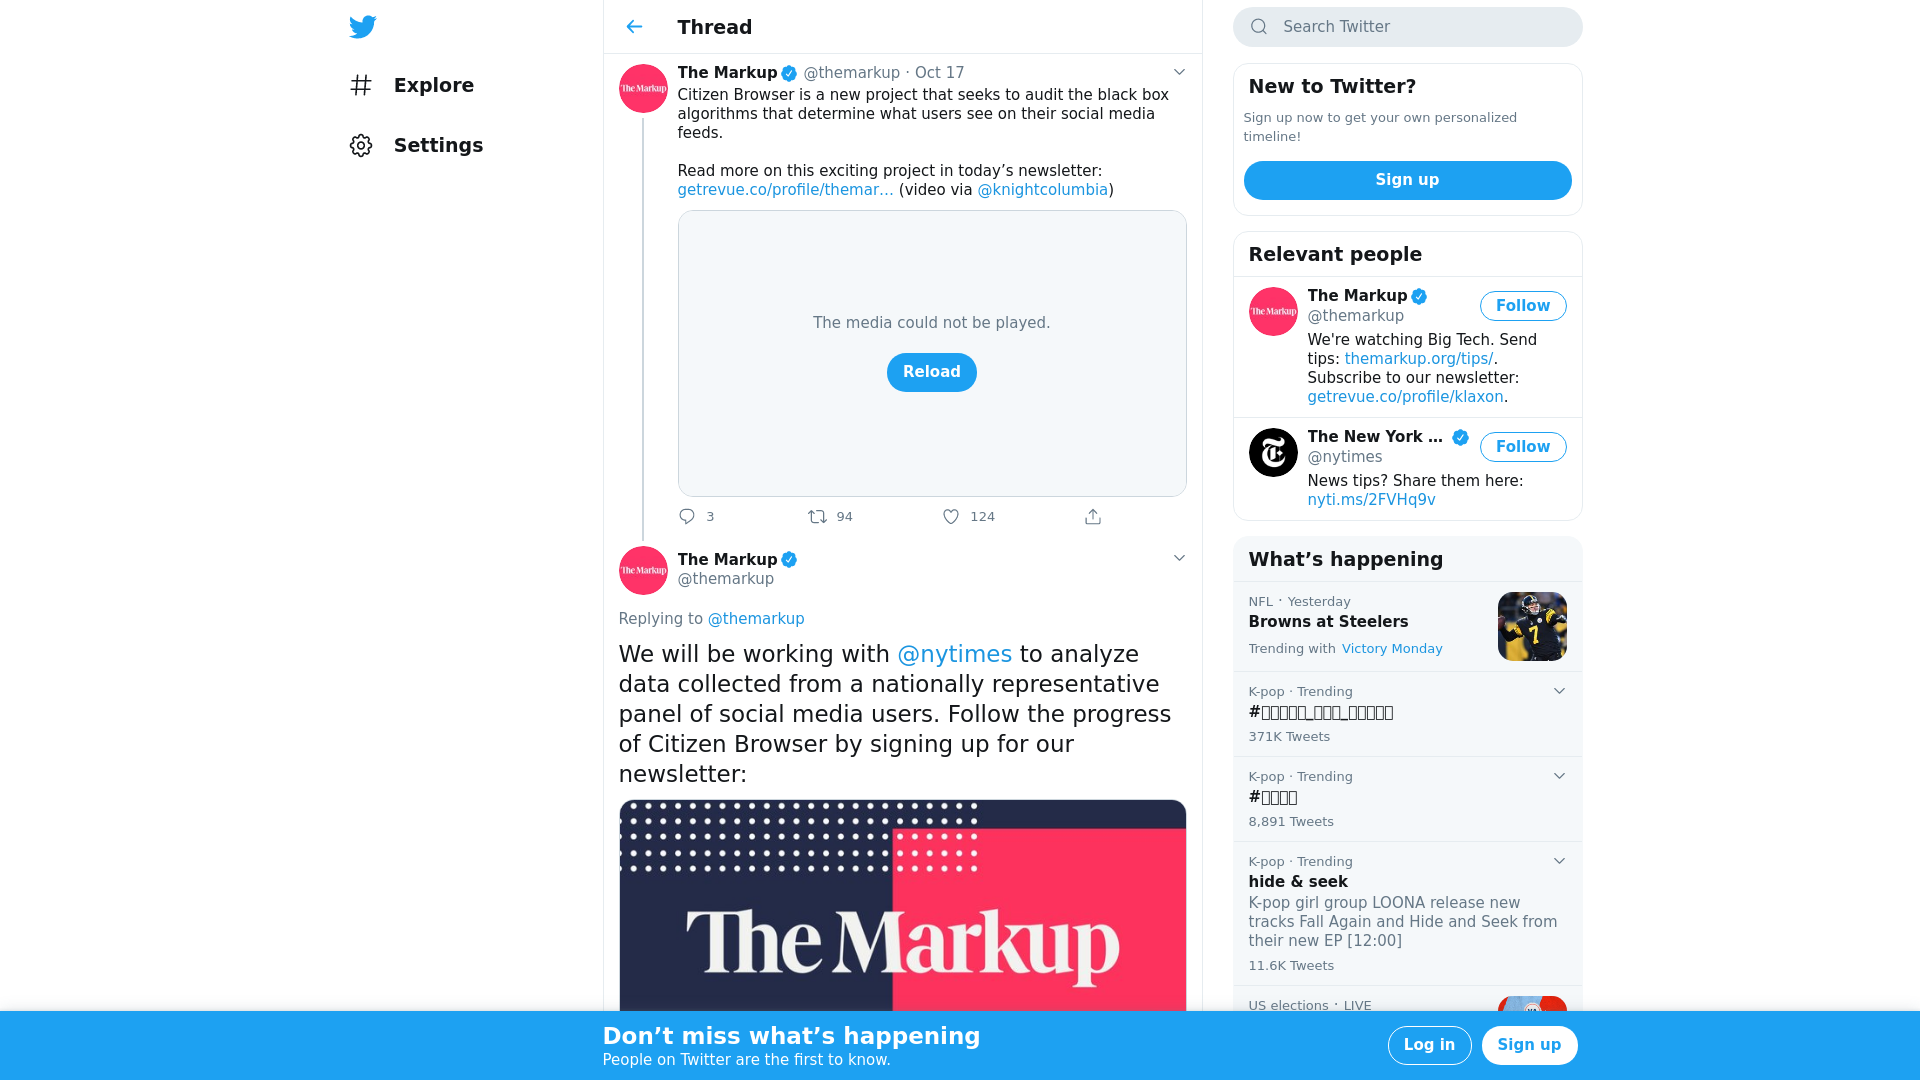 Explore
Settings
Thread
The Markup @themarkup · Oct 17
Citizen Browser is a new project that seeks to audit the black box
algorithms that determine what users see on their social media
feeds.
Read more on this exciting project in today’s newsletter:
getrevue.co/profile/themar… (video via @knightcolumbia)
The media could not be played.
Reload
3 94 124
The Markup
@themarkup
Replying to @themarkup
We will be working with @nytimes to analyze
data collected from a nationally representative
panel of social media users. Follow the progress
of Citizen Browser by signing up for our
newsletter:
The Markup
Search Twitter
New to Twitter?
Sign up now to get your own personalized
timeline!
Sign up
Relevant people
The Markup
@themarkup
Follow
We're watching Big Tech. Send
tips: themarkup.org/tips/.
Subscribe to our newsletter:
getrevue.co/profile/klaxon.
The New York …
@nytimes
Follow
News tips? Share them here:
nyti.ms/2FVHq9v
What’s happening
NFL · Yesterday
Browns at Steelers
Trending with Victory Monday
K-pop · Trending
371K Tweets
K-pop · Trending
8,891 Tweets
K-pop · Trending
hide & seek
K-pop girl group LOONA release new
tracks Fall Again and Hide and Seek from
their new EP [12:00]
11.6K Tweets
US elections · LIVE
Don’t miss what’s happening
People on Twitter are the first to know.
Log in
Sign up